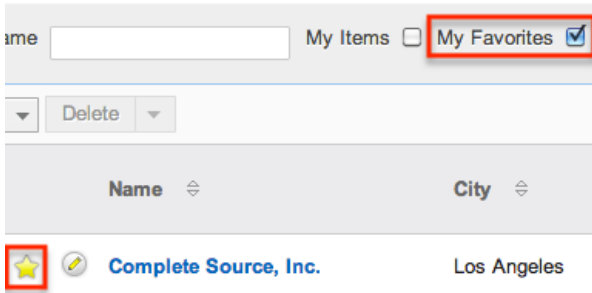 ame My Items My Favorites
Delete
Name City
Complete Source, Inc. Los Angeles